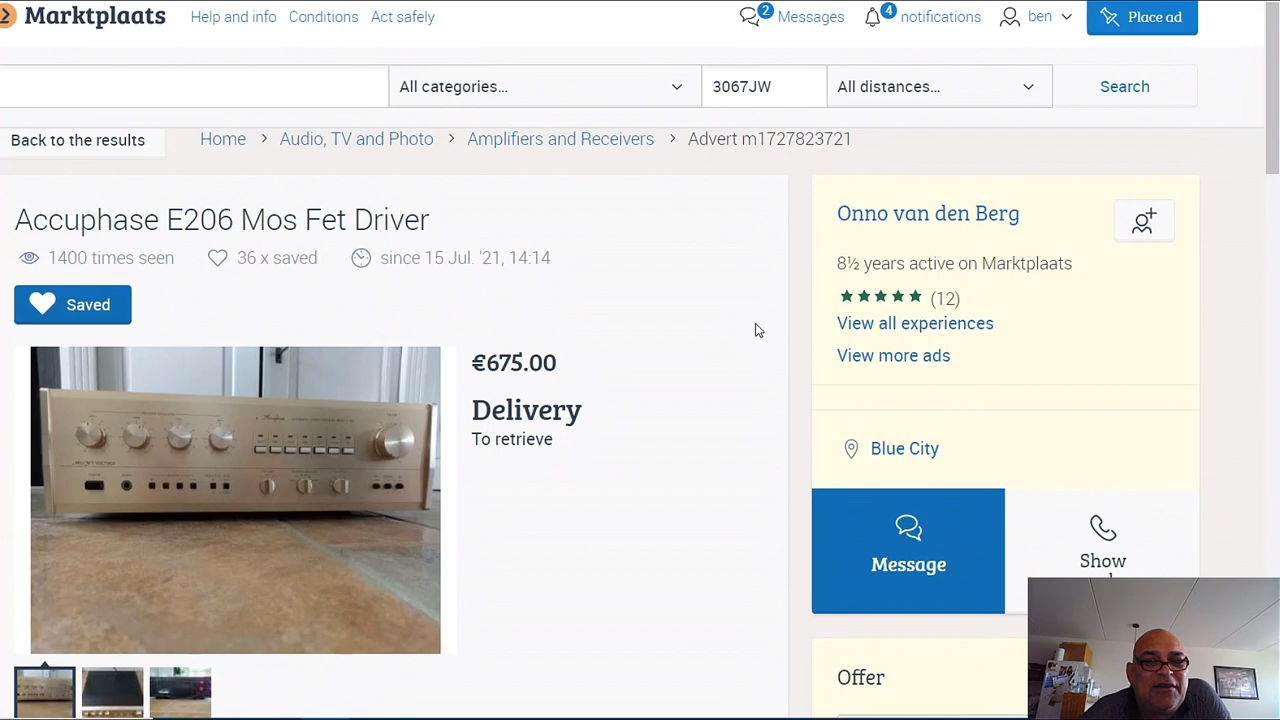 Marktplaats
Help and info
Conditions
Act safely
2
Messages
4
notifications
ben
Place ad
All categories...
3067JW
All distances...
Search
Back to the results
Home > Audio, TV and Photo > Amplifiers and Receivers > Advert m1727823721
Accuphase E206 Mos Fet Driver
1400 times seen
36 x saved
since 15 Jul. '21, 14:14
Saved
€675.00
Delivery
To retrieve
Onno van den Berg
8½ years active on Marktplaats
(12)
View all experiences
View more ads
Blue City
Message
Show
Offer